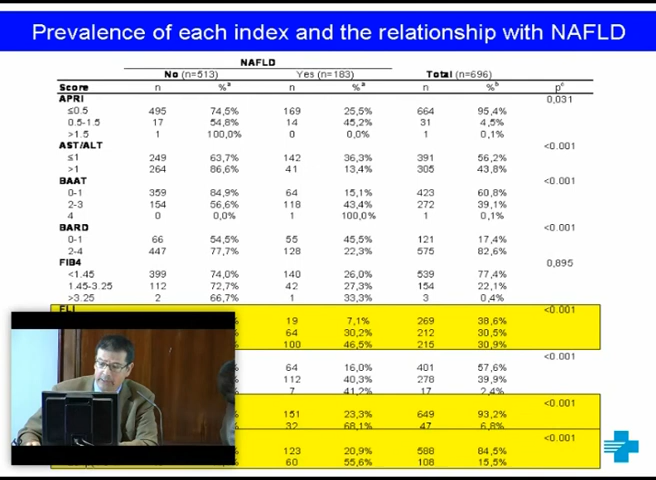 Prevalence of each index and the relationship with NAFLD
NAFLD
No (n=513) Yes (n=183) Total (n=696)
Score n %ª n %ª n %ᵇ pᶜ
APRI 0,031
≤0.5 495 74,5% 169 25,5% 664 95,4%
0.5-1.5 17 54,8% 14 45,2% 31 4,5%
>1.5 1 100,0% 0 0,0% 1 0,1%
AST/ALT <0.001
≤1 249 63,7% 142 36,3% 391 56,2%
>1 264 86,6% 41 13,4% 305 43,8%
BAAT <0.001
0-1 359 84,9% 64 15,1% 423 60,8%
2-3 154 56,6% 118 43,4% 272 39,1%
4 0 0,0% 1 100,0% 1 0,1%
BARD <0.001
0-1 66 54,5% 55 45,5% 121 17,4%
2-4 447 77,7% 128 22,3% 575 82,6%
FIB4 0,895
<1.45 399 74,0% 140 26,0% 539 77,4%
1.45-3.25 112 72,7% 42 27,3% 154 22,1%
>3.25 2 66,7% 1 33,3% 3 0,4%
FLI <0.001
19 7,1% 269 38,6%
64 30,2% 212 30,5%
100 46,5% 215 30,9%
<0.001
64 16,0% 401 57,6%
112 40,3% 278 39,9%
7 41,2% 17 2,4%
<0.001
151 23,3% 649 93,2%
32 68,1% 47 6,8%
<0.001
123 20,9% 588 84,5%
60 55,6% 108 15,5%